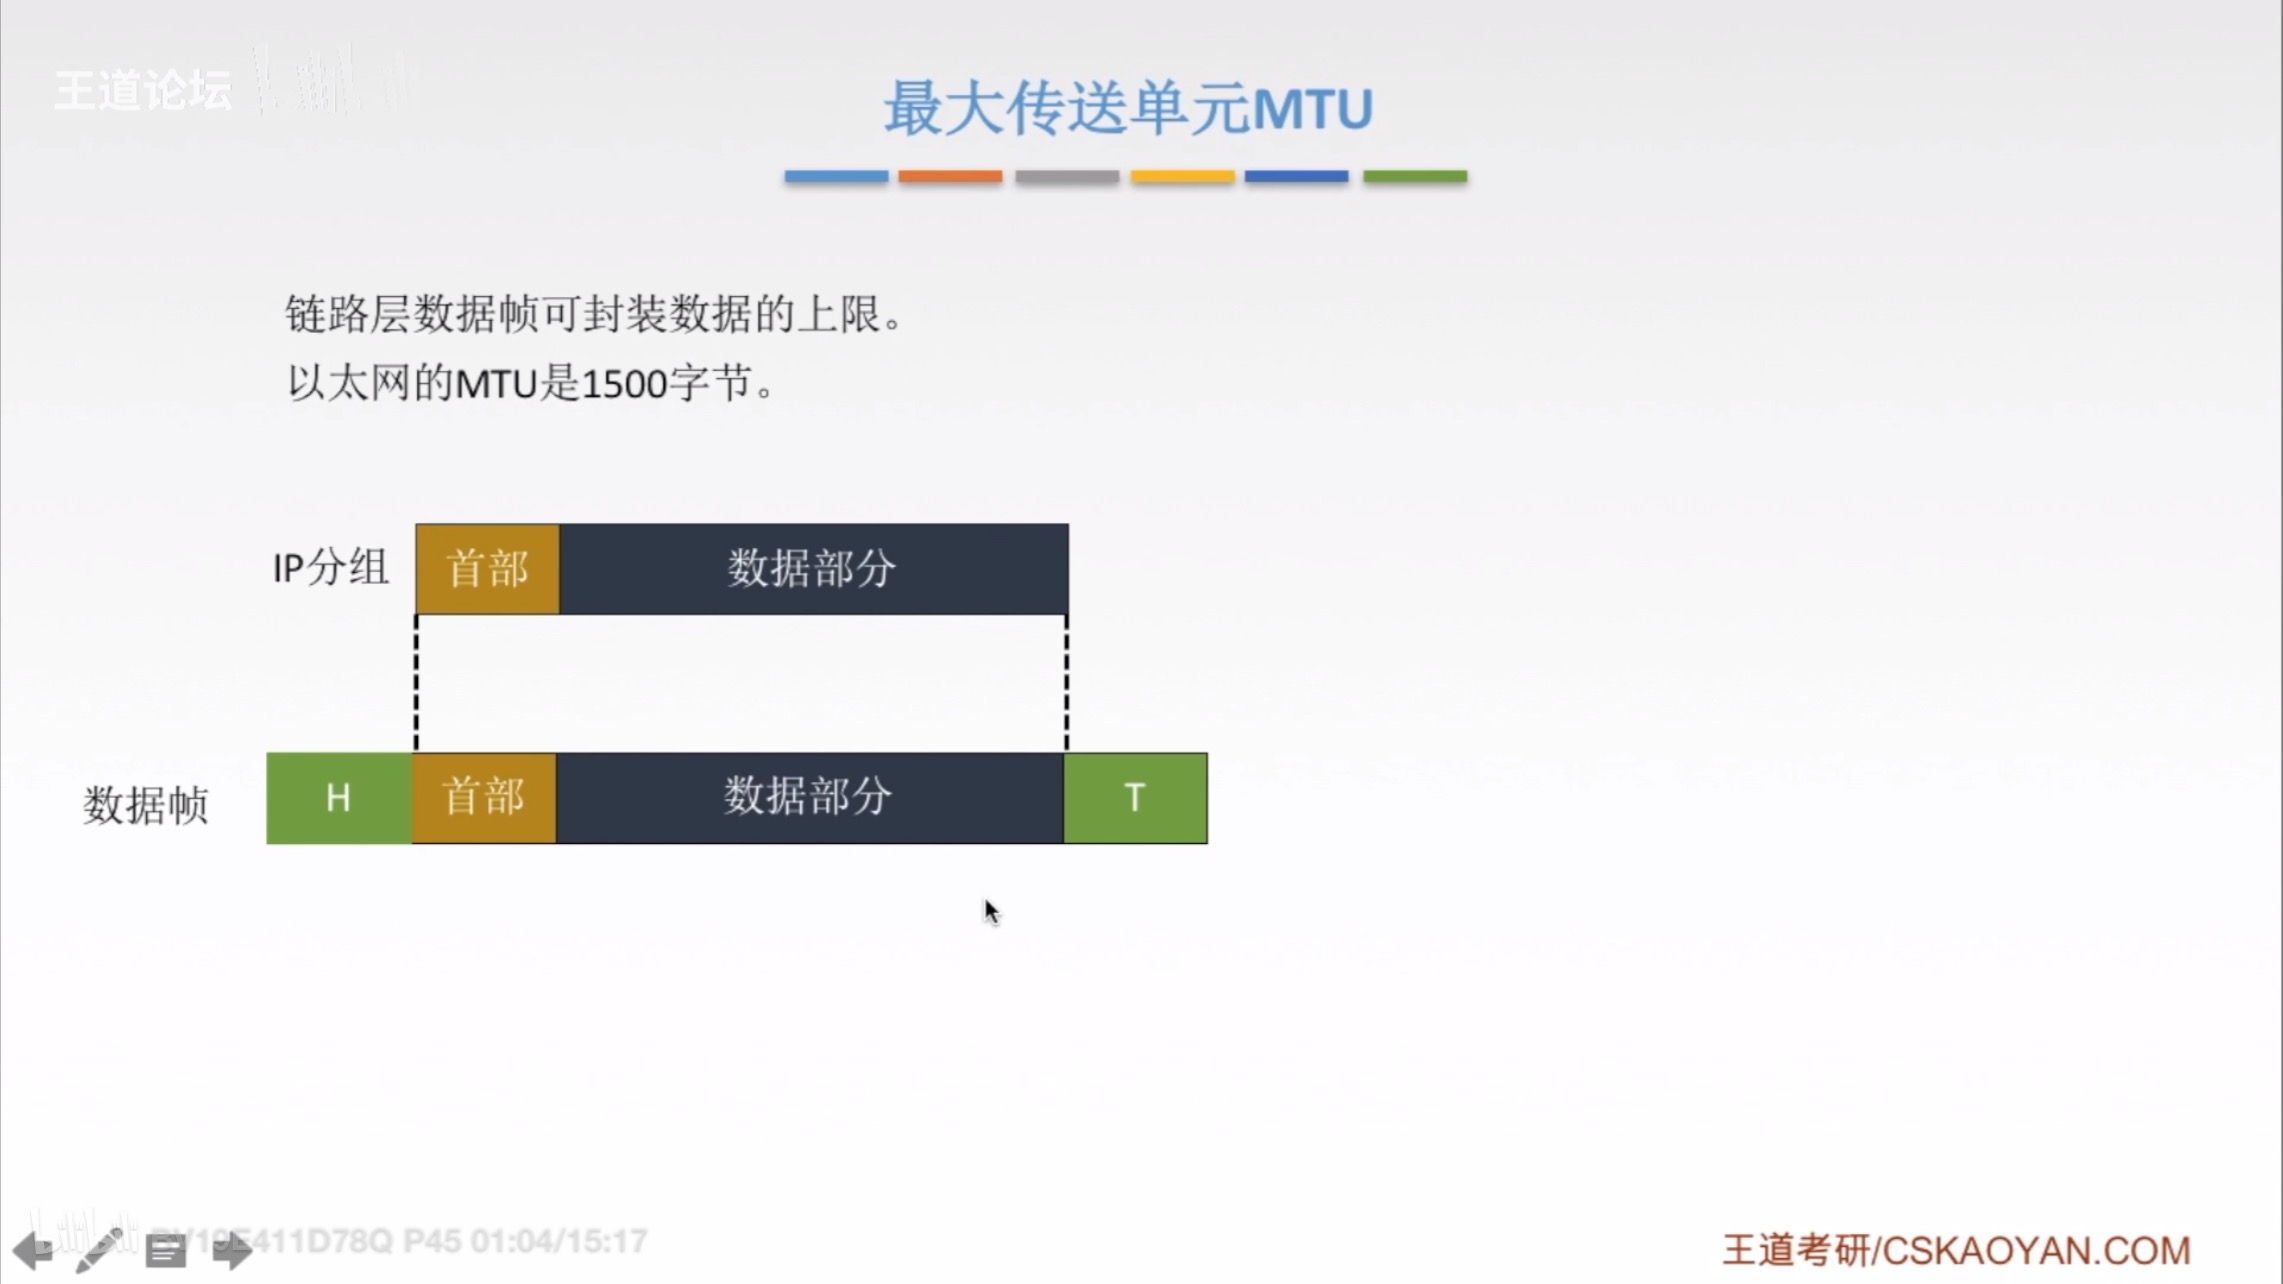 王道论坛 bilibili
最大传送单元MTU
链路层数据帧可封装数据的上限。
以太网的MTU是1500字节。
IP分组 首部 数据部分
数据帧 H 首部 数据部分 T
BV19E411D78Q P45 01:04/15:17
王道考研/CSKAOYAN.COM